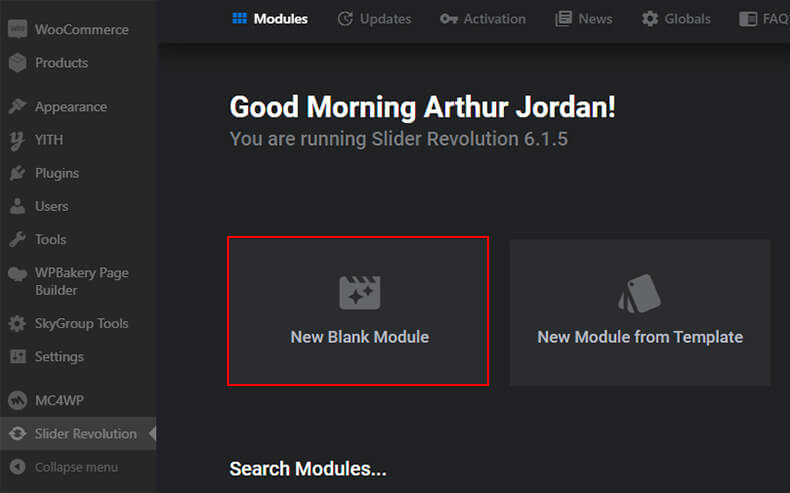 Modules
Updates
Activation
News
Globals
FAQ
WooCommerce
Products
Appearance
YITH
Plugins
Users
Tools
WPBakery Page
Builder
SkyGroup Tools
Settings
MC4WP
Slider Revolution
Collapse menu
Good Morning Arthur Jordan!
You are running Slider Revolution 6.1.5
New Blank Module
New Module from Template
Search Modules...